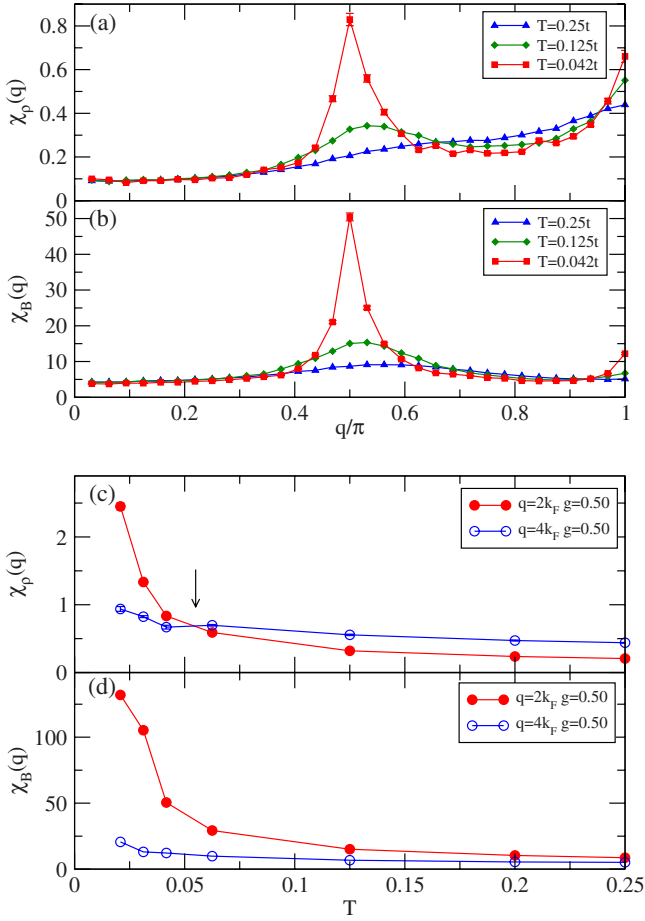 (a)
T=0.25t
T=0.125t
T=0.042t
χρ(q)
0.8
0.6
0.4
0.2
0
(b)
T=0.25t
T=0.125t
T=0.042t
χB(q)
50
40
30
20
10
0
0 0.2 0.4 0.6 0.8 1
q/π
(c)
q=2kF g=0.50
q=4kF g=0.50
χρ(q)
2
1
0
(d)
q=2kF g=0.50
q=4kF g=0.50
χB(q)
100
50
0
0 0.05 0.1 0.15 0.2 0.25
T